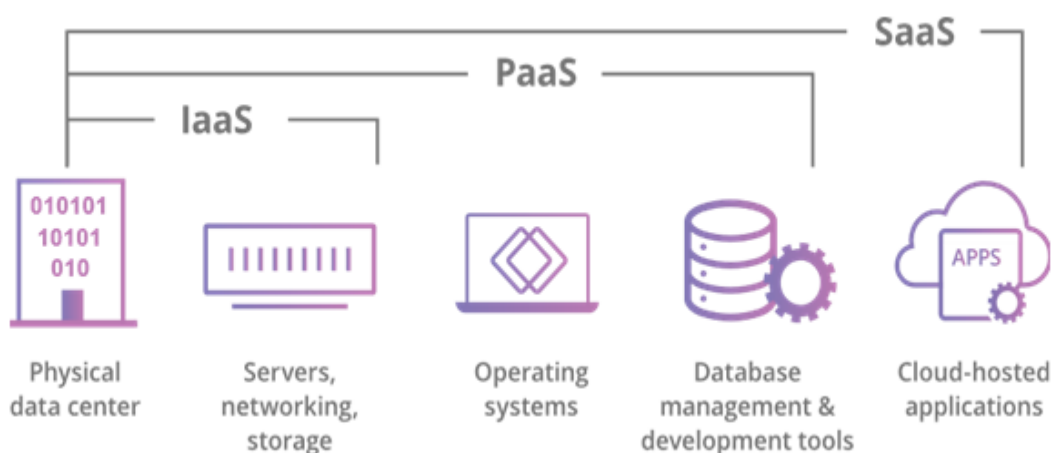 SaaS
PaaS
IaaS
010101
10101
010
APPS
Physical
data center
Servers,
networking,
storage
Operating
systems
Database
management &
development tools
Cloud-hosted
applications